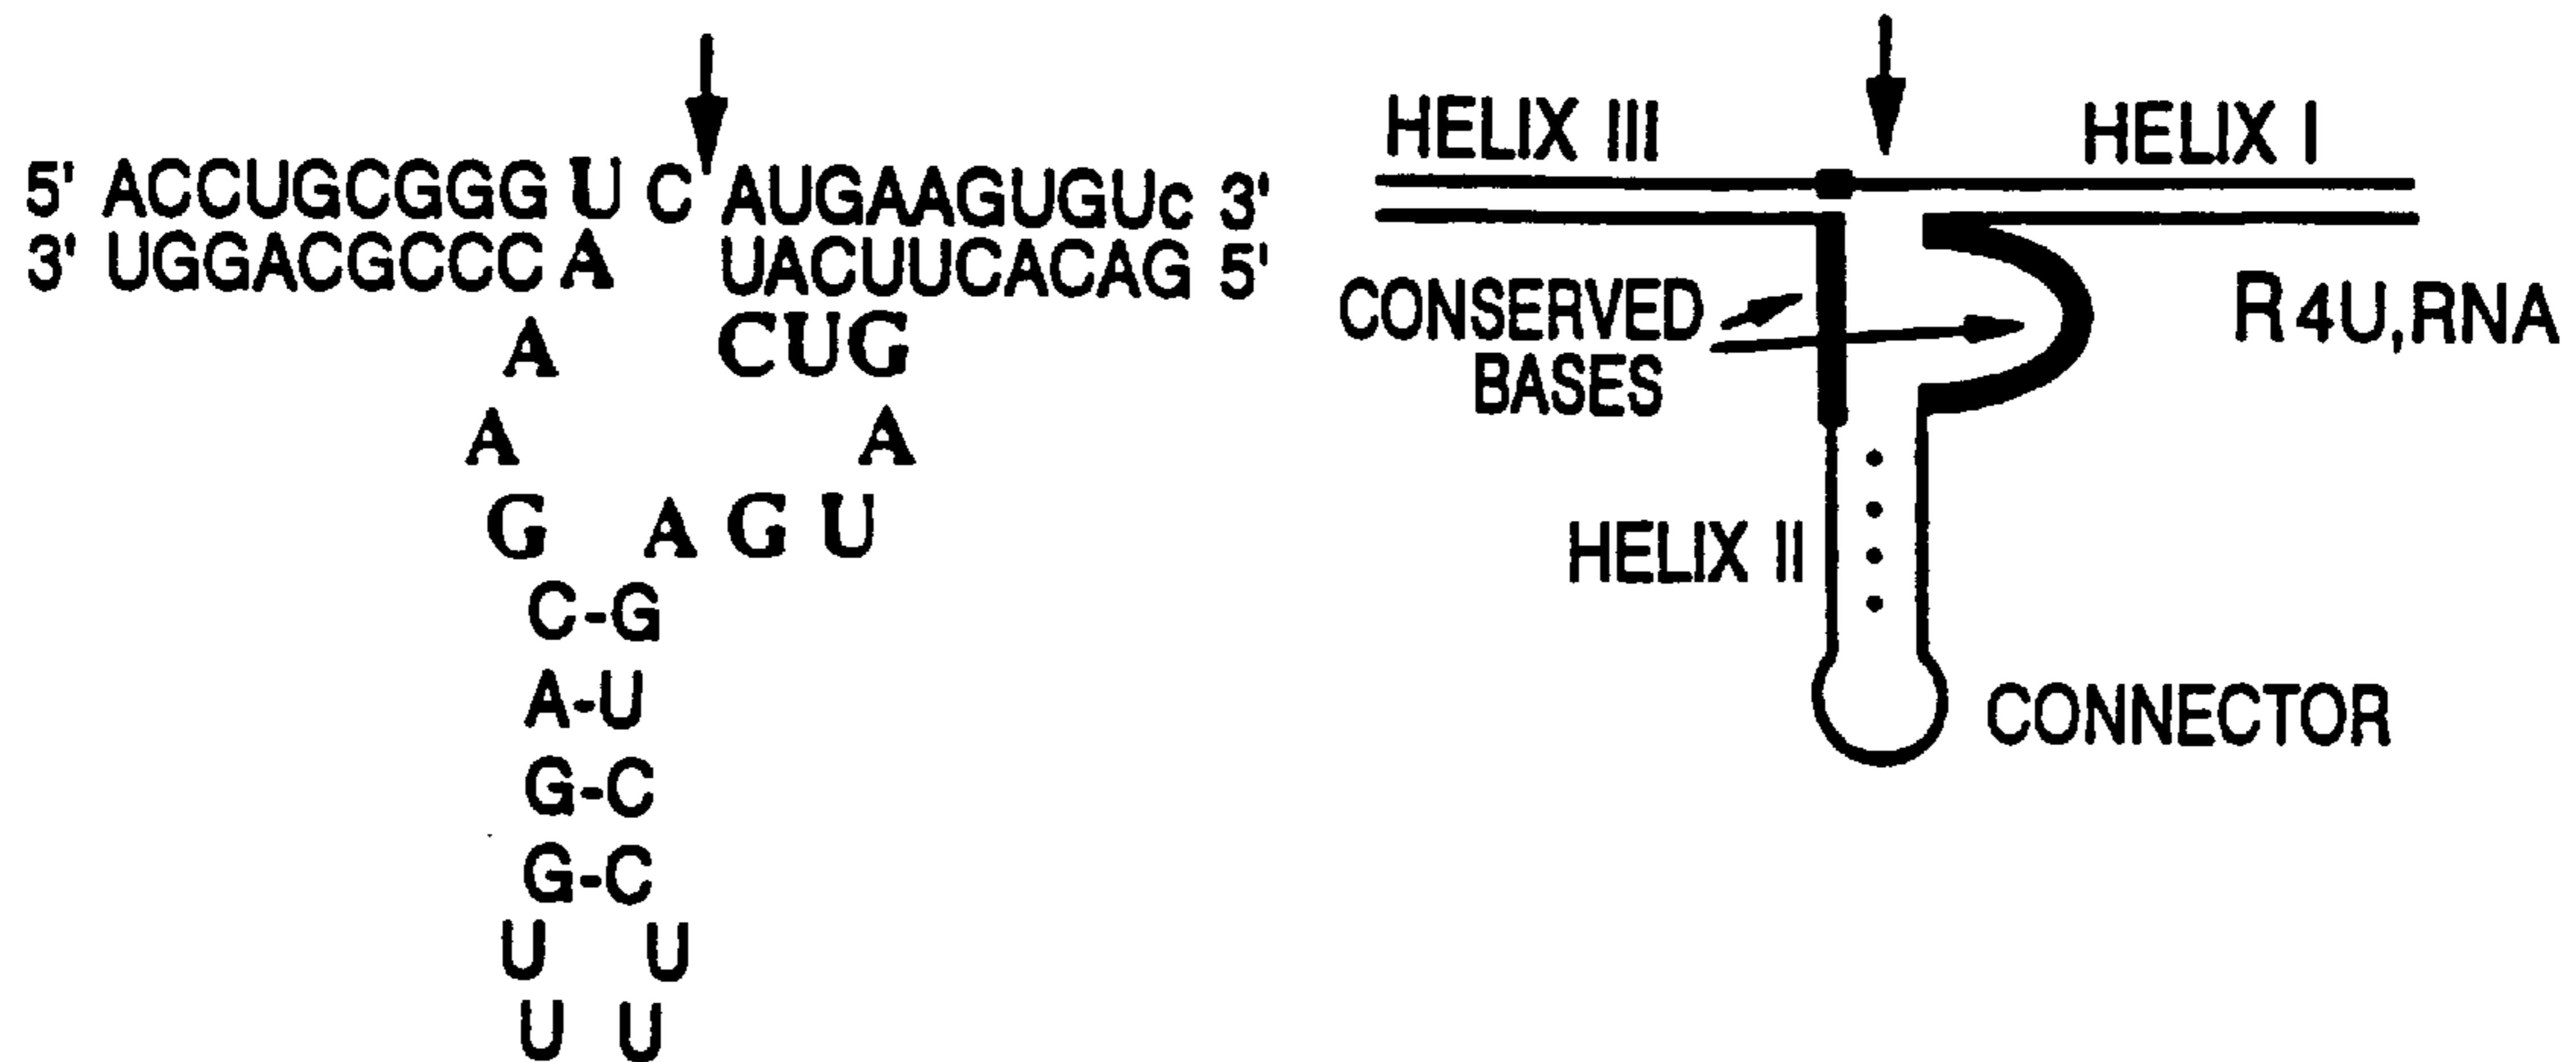 5' ACCUGCGGG U C AUGAAGUGUc 3'
3' UGGACGCCC A UACUUCACAG 5'
A CUG
A A
G A G U
C-G
A-U
G-C
G-C
U U
U U
HELIX III HELIX I
CONSERVED BASES
R 4U, RNA
HELIX II
CONNECTOR